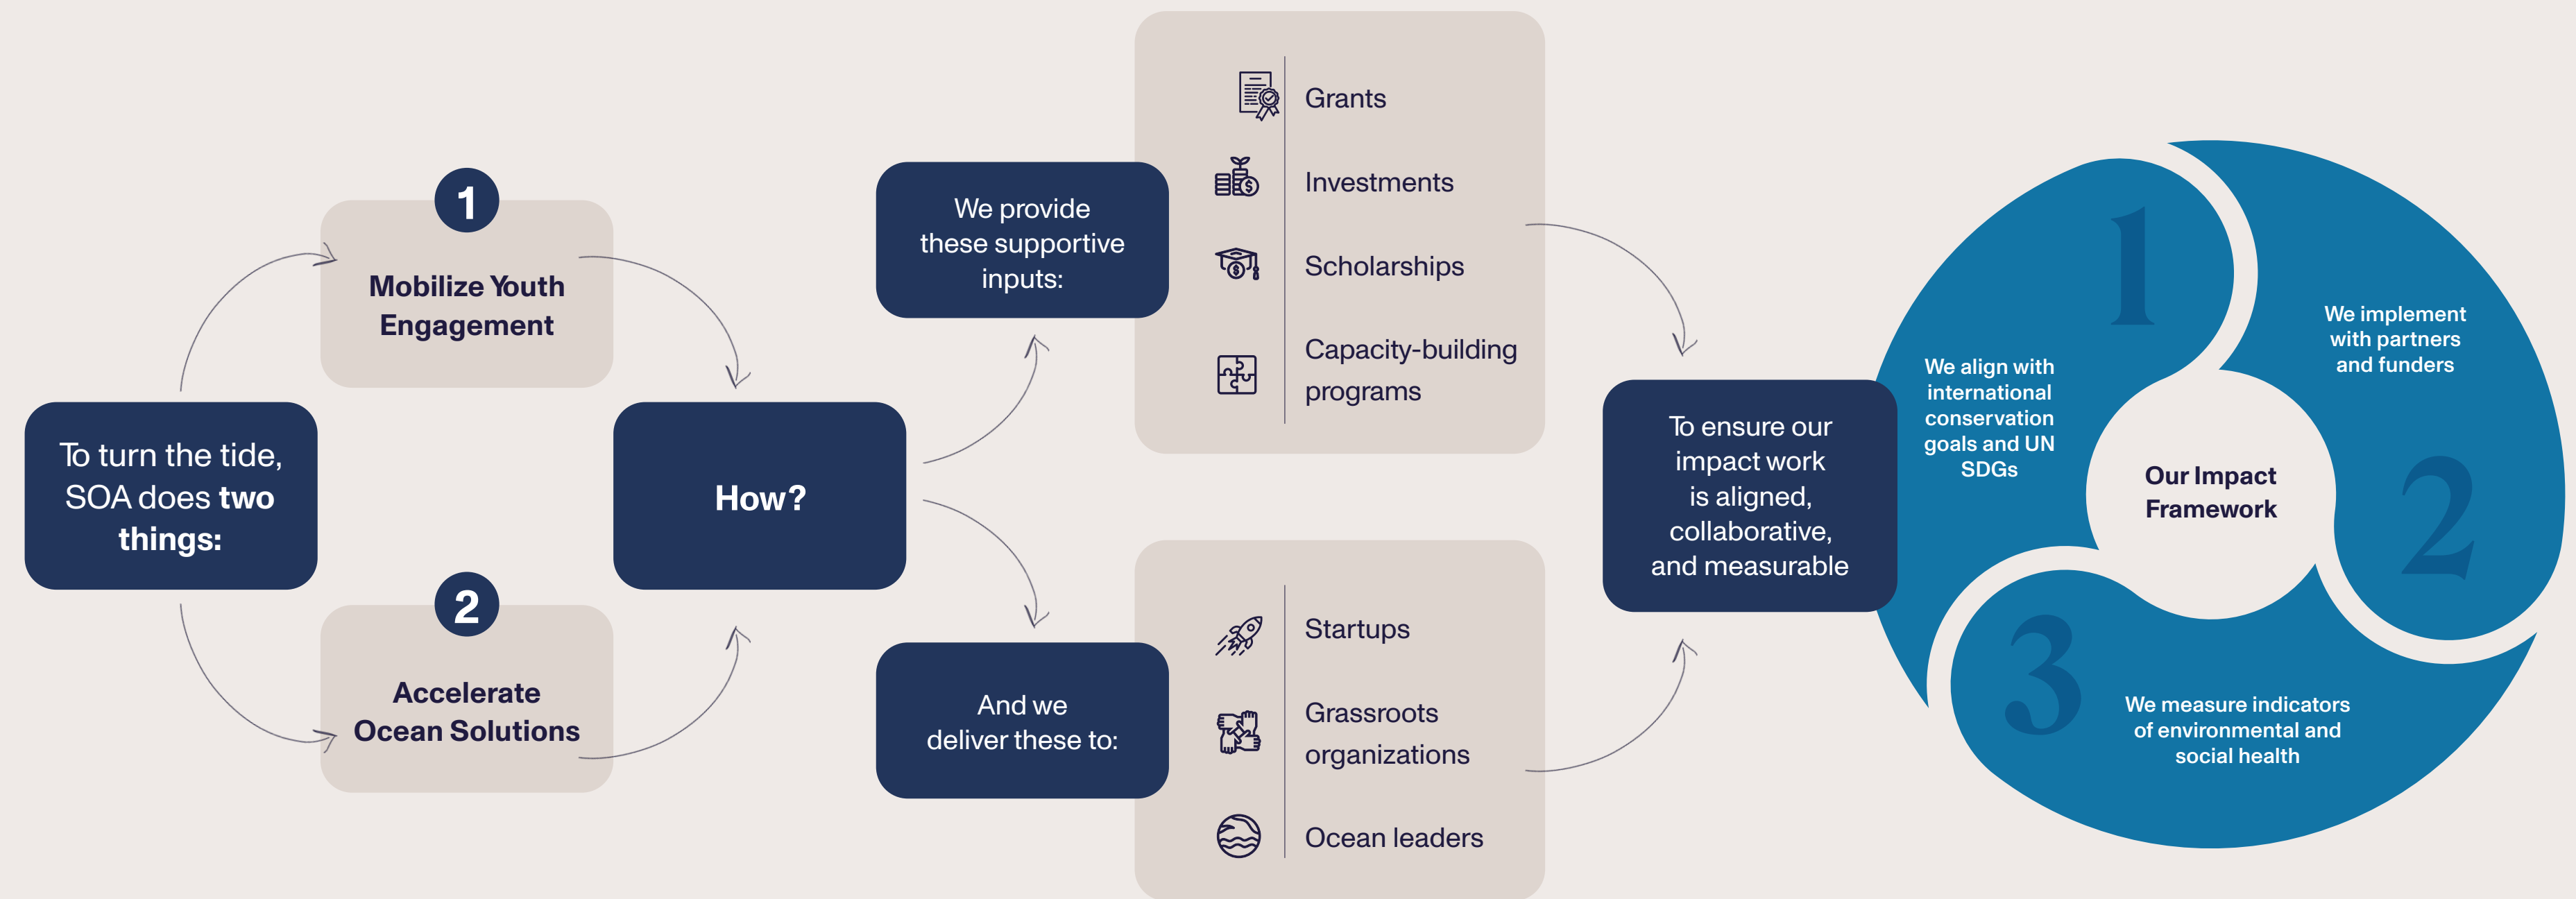 To turn the tide,
SOA does two
things:
1
Mobilize Youth
Engagement
2
Accelerate
Ocean Solutions
How?
We provide
these supportive
inputs:
Grants
Investments
Scholarships
Capacity-building
programs
And we
deliver these to:
Startups
Grassroots
organizations
Ocean leaders
To ensure our
impact work
is aligned,
collaborative,
and measurable
Our Impact
Framework
1
We align with
international
conservation
goals and UN
SDGs
2
We implement
with partners
and funders
3
We measure indicators
of environmental and
social health